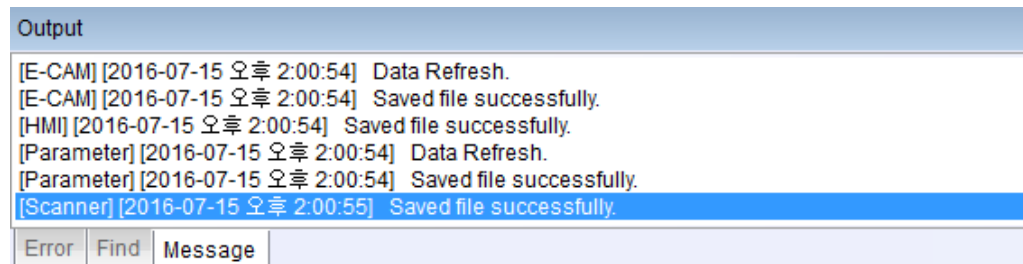 Output
[E-CAM] [2016-07-15 오후 2:00:54] Data Refresh.
[E-CAM] [2016-07-15 오후 2:00:54] Saved file successfully.
[HMI] [2016-07-15 오후 2:00:54] Saved file successfully.
[Parameter] [2016-07-15 오후 2:00:54] Data Refresh.
[Parameter] [2016-07-15 오후 2:00:54] Saved file successfully.
[Scanner] [2016-07-15 오후 2:00:55] Saved file successfully.
Error Find Message